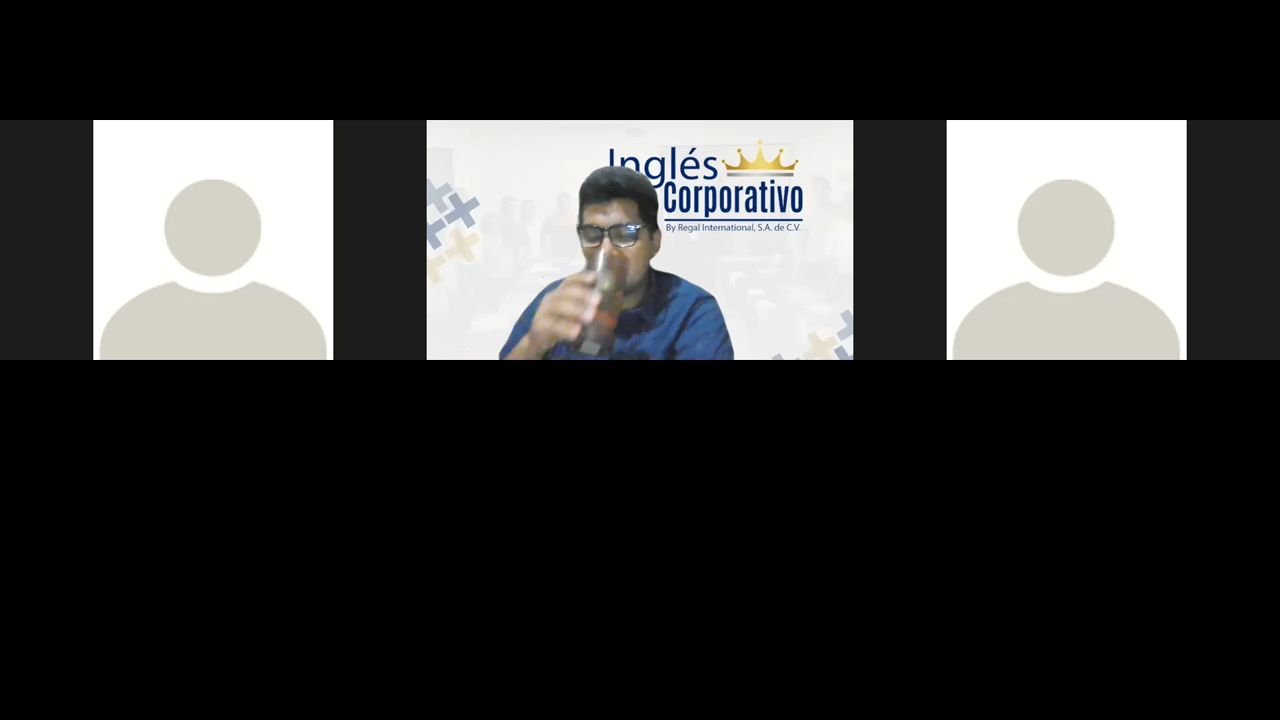 Inglés
Corporativo
By Regal International, S.A. de C.V.